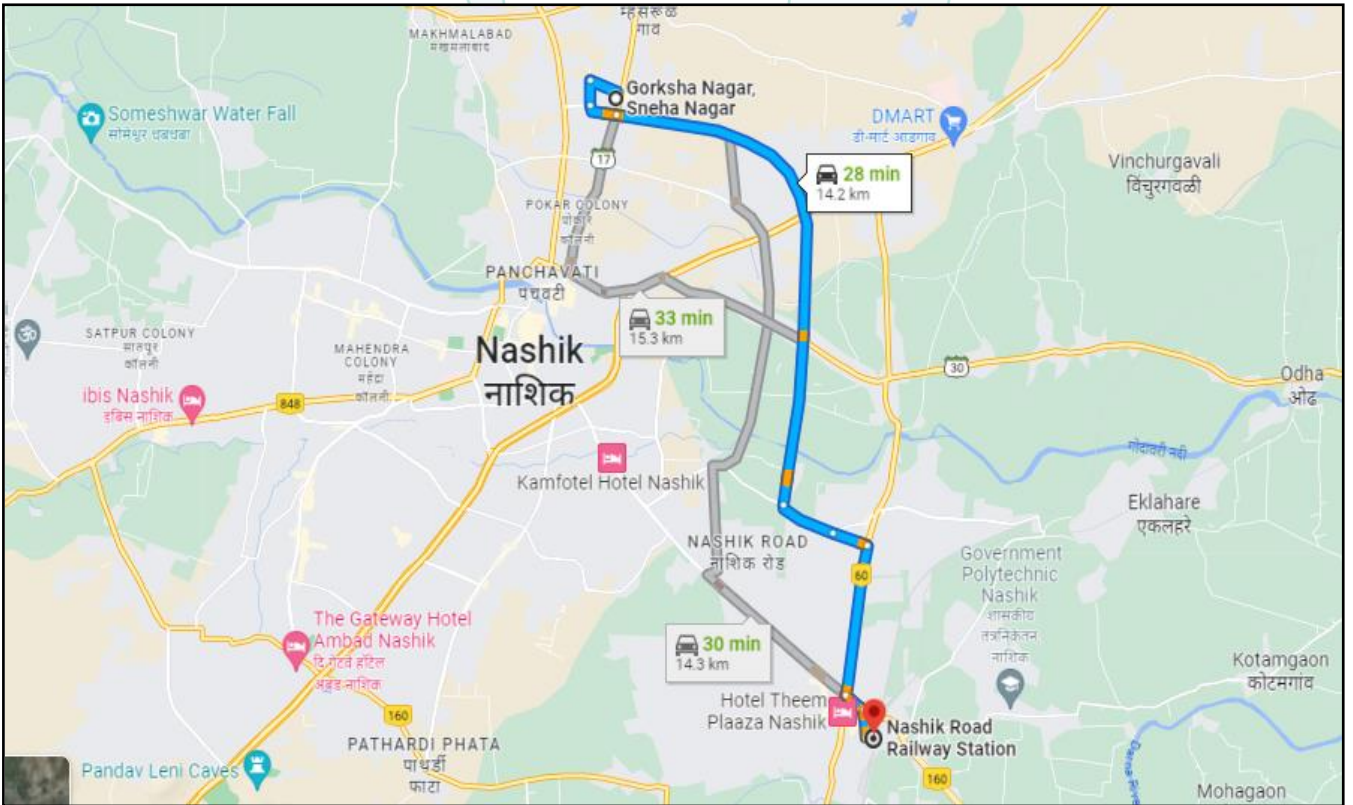 म्हसरूळ
गाव
MAKHMALABAD
मखमलाबाद
Gorksha Nagar,
Sneha Nagar
Someshwar Water Fall
सोमेश्वर धबधबा
DMART
डी-मार्ट आडगाव
17
28 min
14.2 km
Vinchurgavali
विंचुरगवळी
POKAR COLONY
पोकार
कॉलनी
PANCHAVATI
पंचवटी
33 min
15.3 km
SATPUR COLONY
सातपूर
कॉलनी
MAHENDRA
COLONY
महेंद्रा
कॉलनी
Nashik
नाशिक
30
Odha
ओढ
ibis Nashik
इबिस नाशिक
848
गोदावरी नदी
Kamfotel Hotel Nashik
Eklahare
एकलहरे
NASHIK ROAD
नाशिक रोड
Government
Polytechnic
Nashik
शासकीय
तंत्रनिकेतन
नाशिक
60
The Gateway Hotel
Ambad Nashik
दि गेटवे हॉटेल
अंबड नाशिक
30 min
14.3 km
Kotamgaon
कोटमगांव
Hotel Theem
Plaaza Nashik
Nashik Road
Railway Station
160
PATHARDI PHATA
पाथर्डी
फाटा
Pandav Leni Caves
160
Darna River
Mohagaon